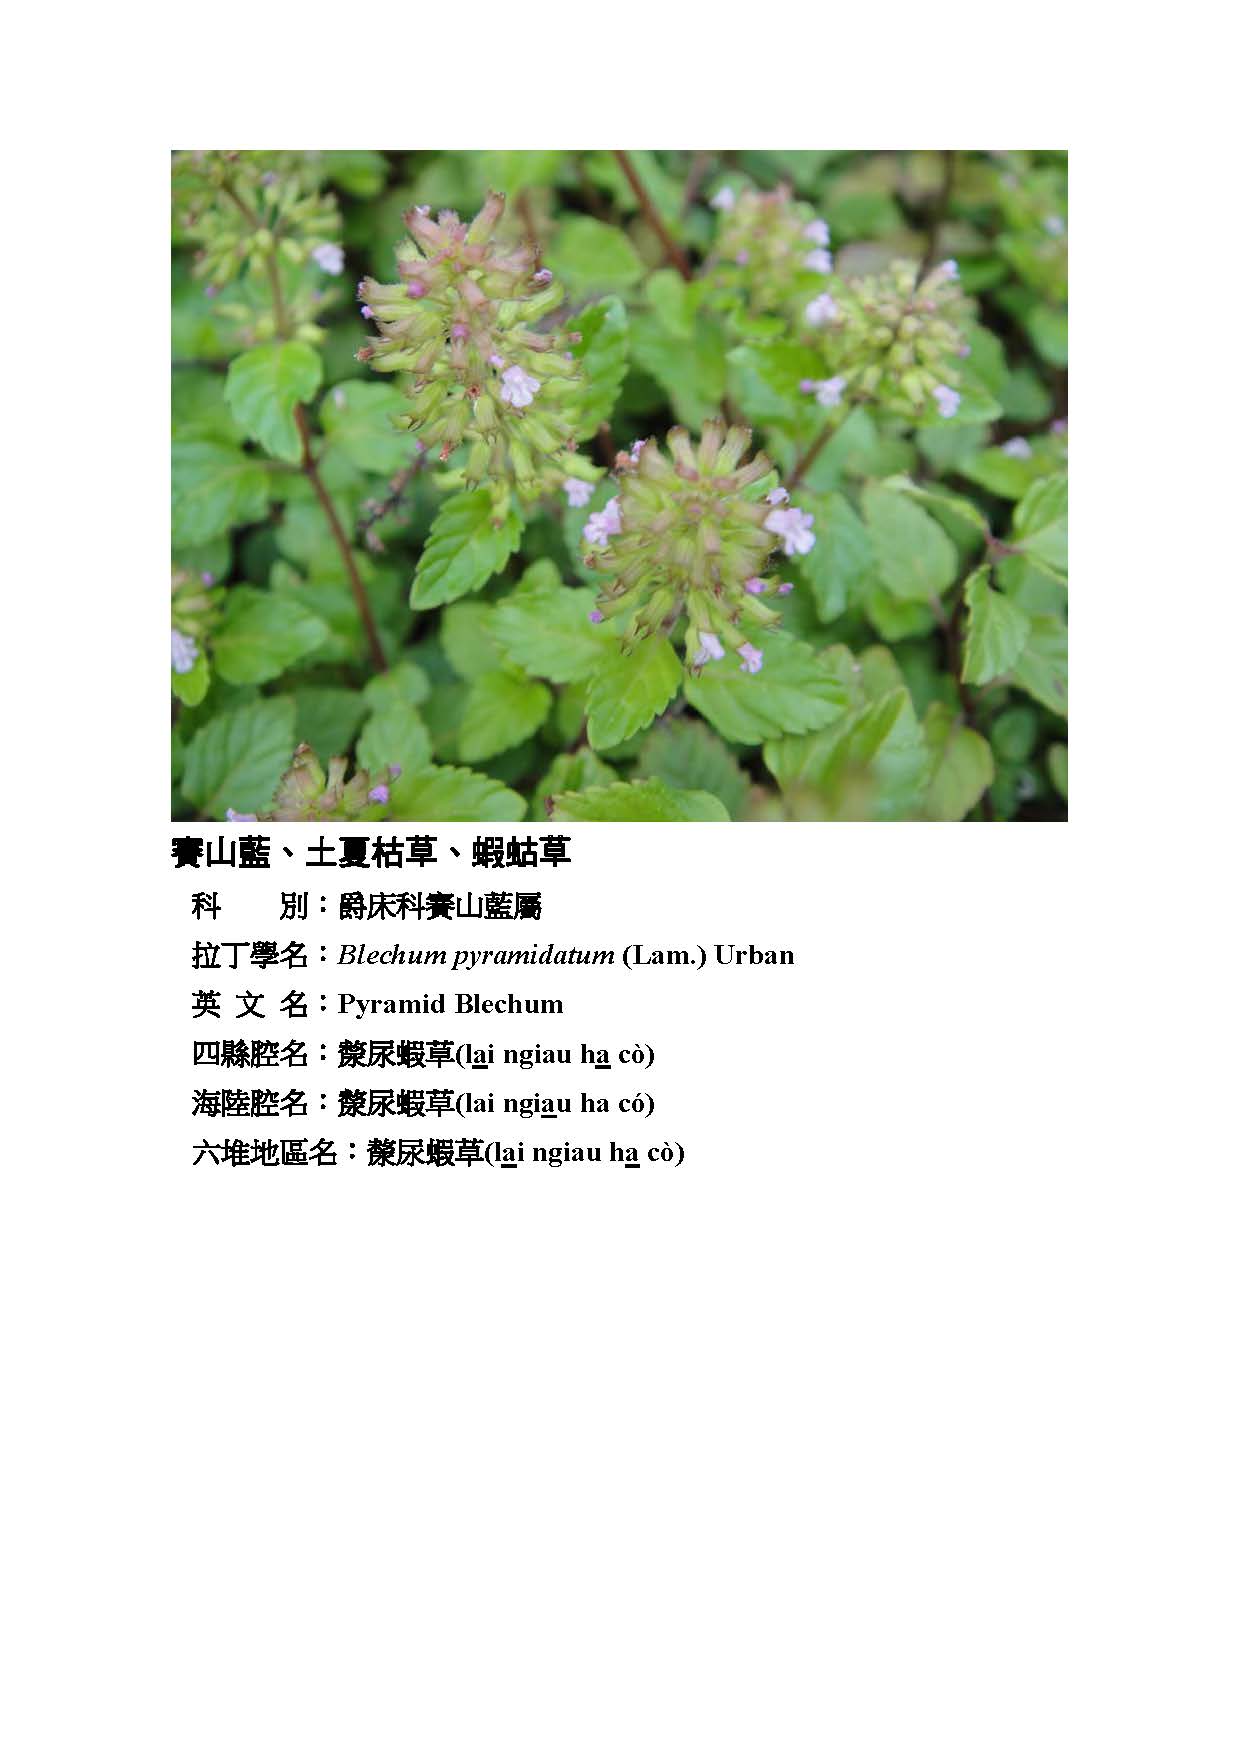 賽山藍、土夏枯草、蝦蛄草
科　　別：爵床科賽山藍屬
拉丁學名：Blechum pyramidatum (Lam.) Urban
英 文 名：Pyramid Blechum
四縣腔名：漦尿蝦草(lai ngiau ha cò)
海陸腔名：漦尿蝦草(lai ngiau ha có)
六堆地區名：漦尿蝦草(lai ngiau ha cò)